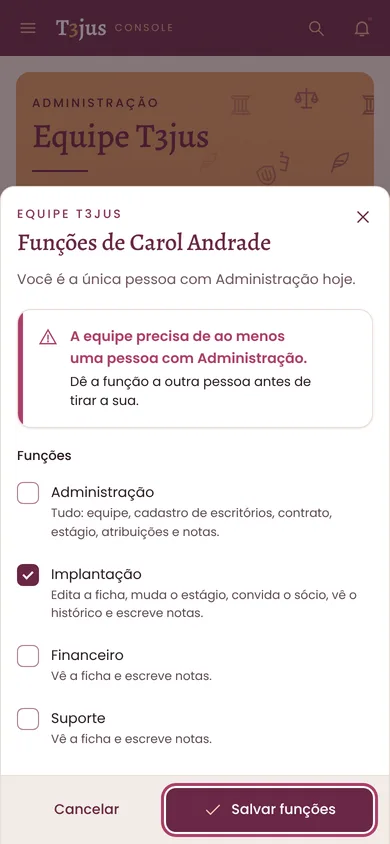 T3jus CONSOLE
ADMINISTRAÇÃO
Equipe T3jus
EQUIPE T3JUS
Funções de Carol Andrade
Você é a única pessoa com Administração hoje.
A equipe precisa de ao menos
uma pessoa com Administração.
Dê a função a outra pessoa antes de
tirar a sua.
Funções
Administração
Tudo: equipe, cadastro de escritórios, contrato,
estágio, atribuições e notas.
Implantação
Edita a ficha, muda o estágio, convida o sócio, vê o
histórico e escreve notas.
Financeiro
Vê a ficha e escreve notas.
Suporte
Vê a ficha e escreve notas.
Cancelar
Salvar funções